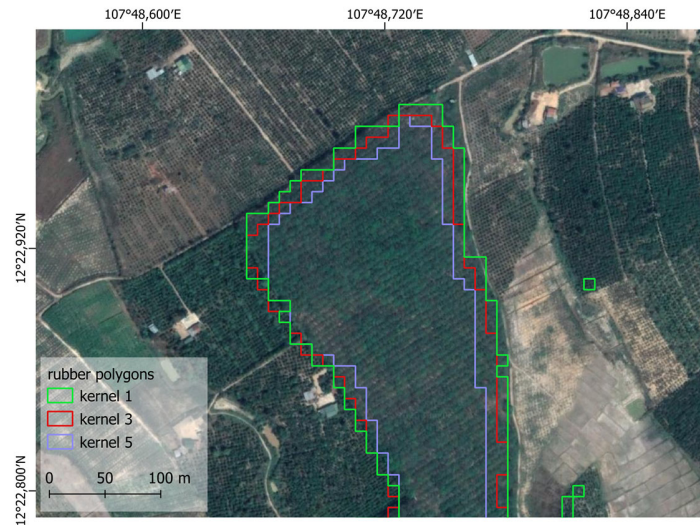 107°48,600'E 107°48,720'E 107°48,840'E
12°22,920'N
12°22,800'N
rubber polygons
kernel 1
kernel 3
kernel 5
0 50 100 m